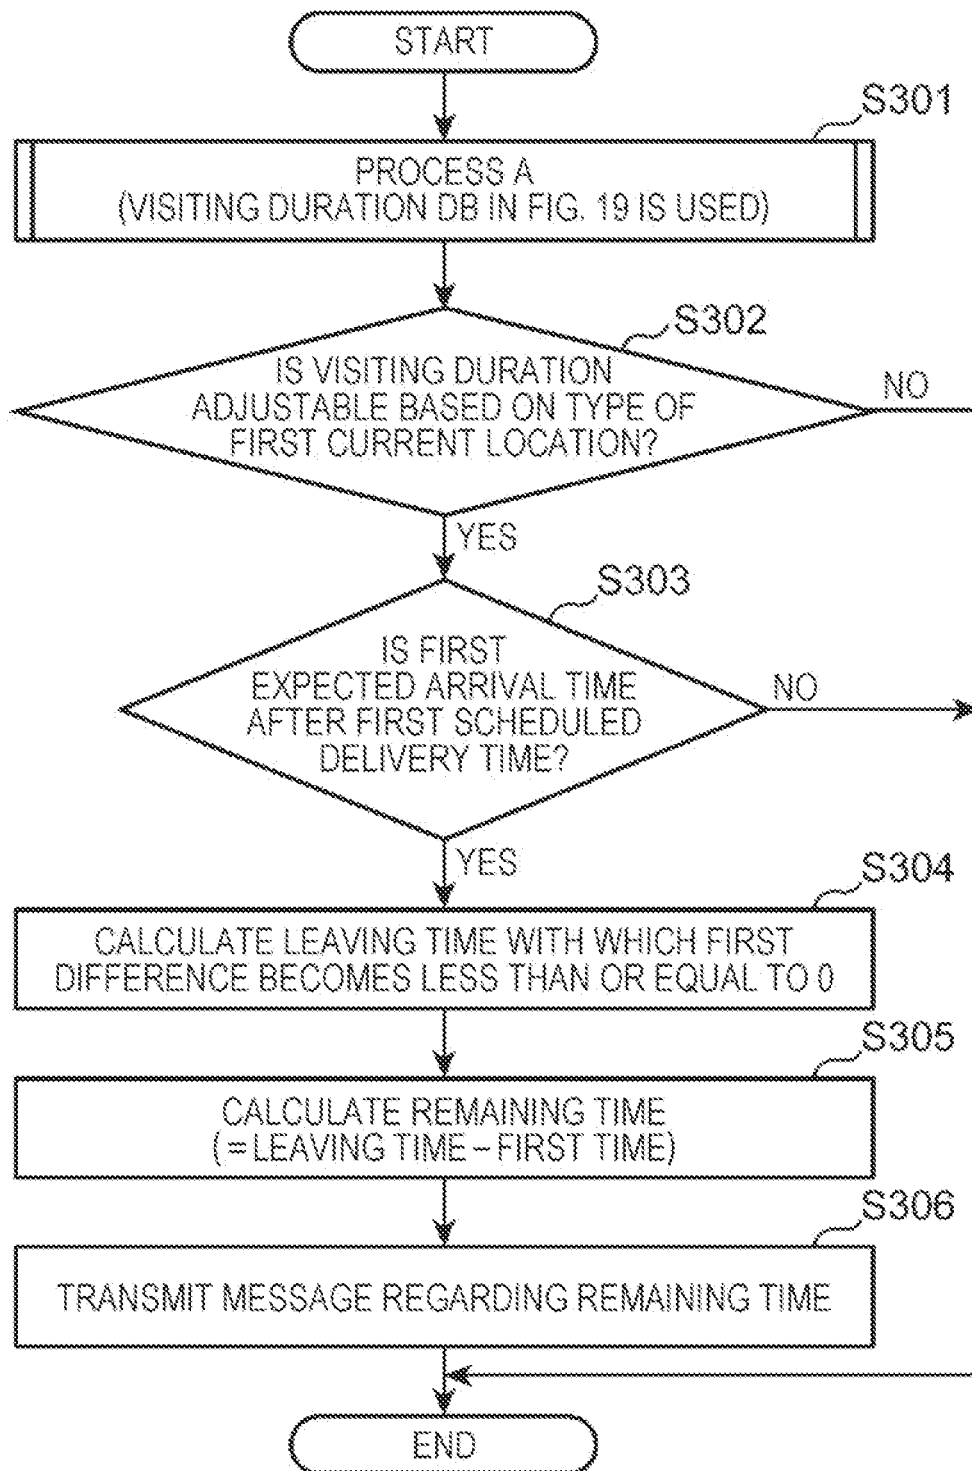 START
S301
PROCESS A
(VISITING DURATION DB IN FIG. 19 IS USED)
S302
IS VISITING DURATION
ADJUSTABLE BASED ON TYPE OF
FIRST CURRENT LOCATION?
NO
YES
S303
IS FIRST
EXPECTED ARRIVAL TIME
AFTER FIRST SCHEDULED
DELIVERY TIME?
NO
YES
S304
CALCULATE LEAVING TIME WITH WHICH FIRST
DIFFERENCE BECOMES LESS THAN OR EQUAL TO 0
S305
CALCULATE REMAINING TIME
(=LEAVING TIME–FIRST TIME)
S306
TRANSMIT MESSAGE REGARDING REMAINING TIME
END